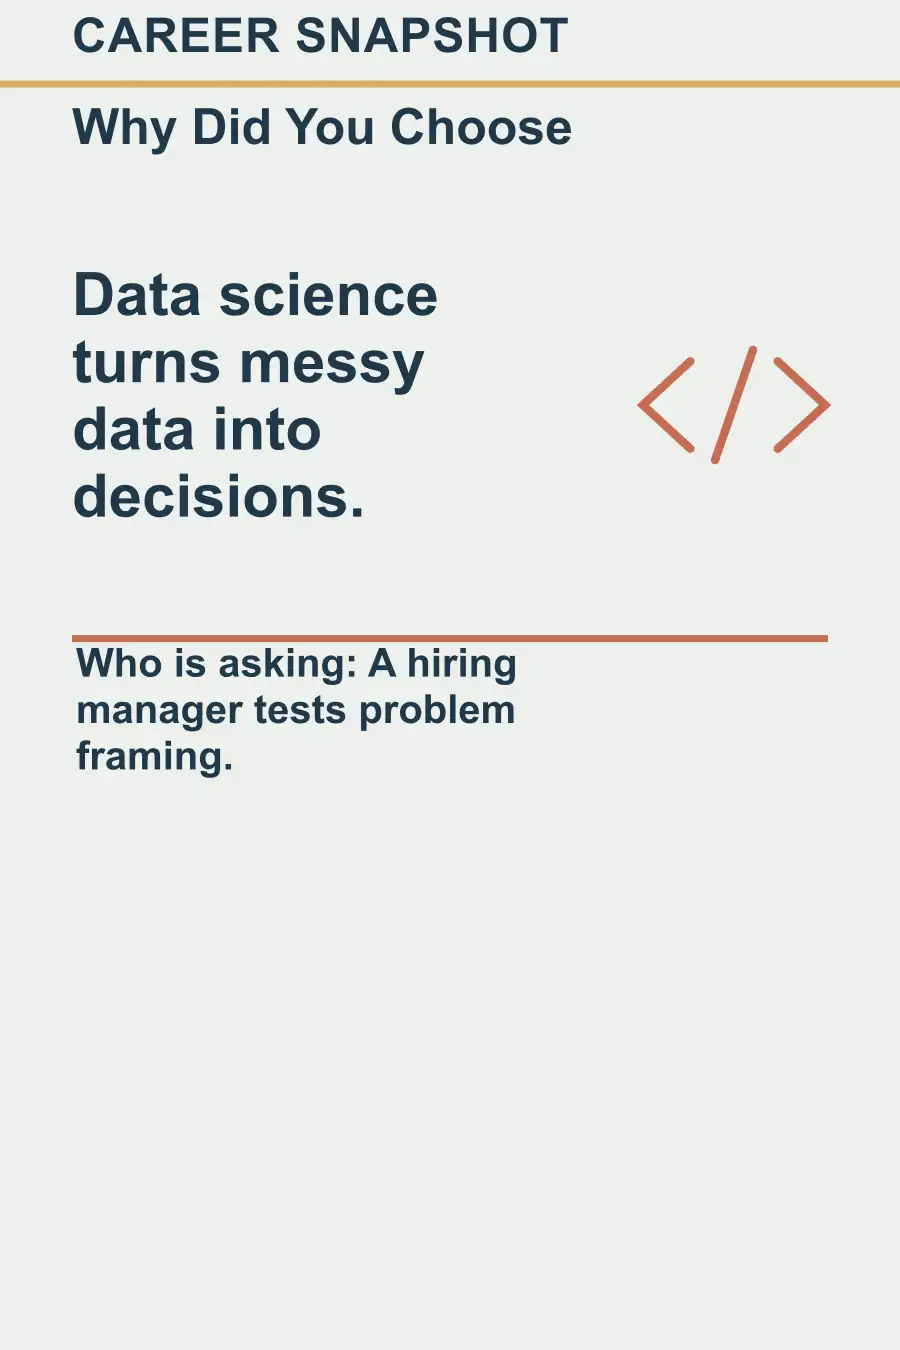 CAREER SNAPSHOT
Why Did You Choose
Data science
turns messy
data into
decisions.
Who is asking: A hiring
manager tests problem
framing.